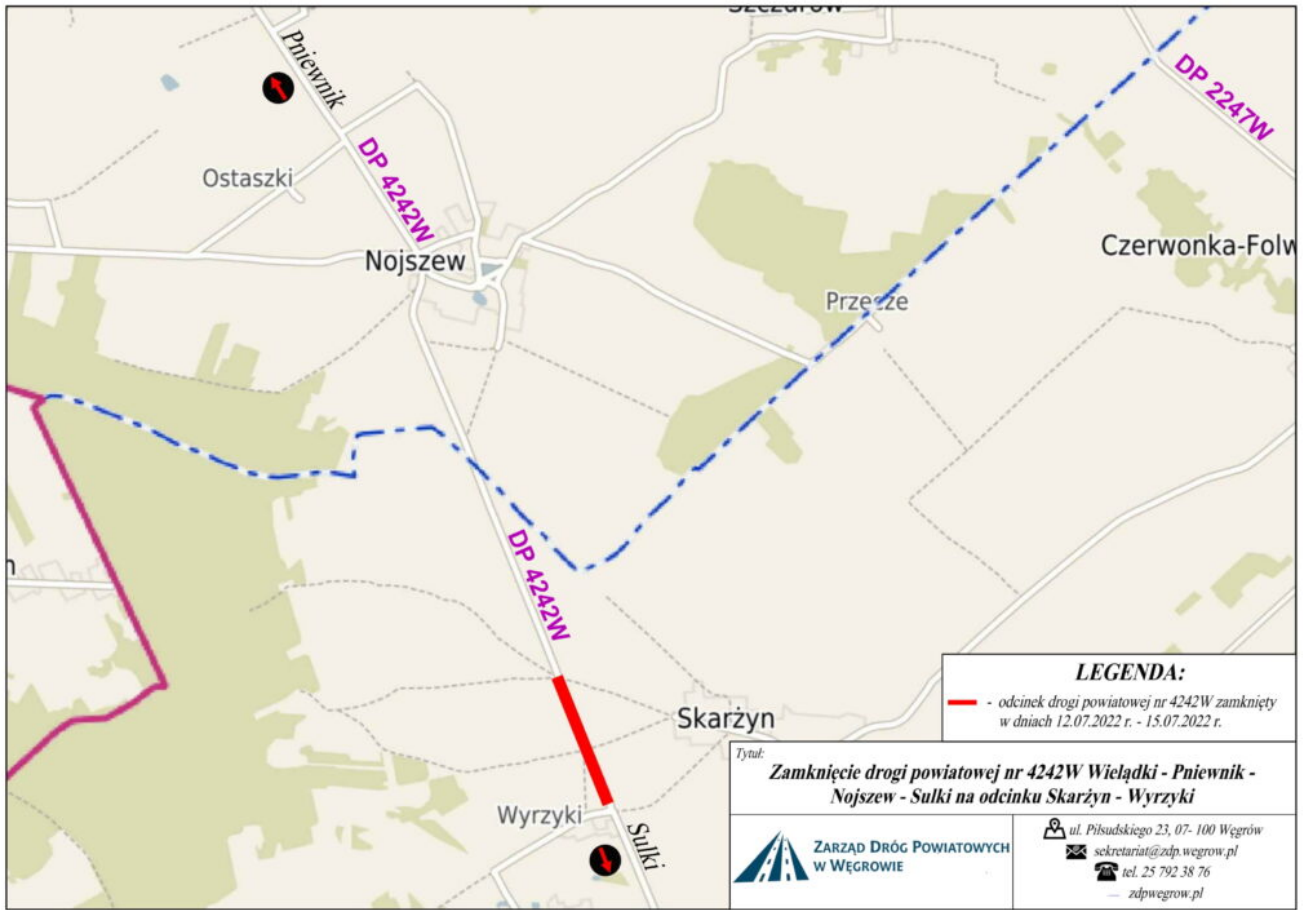 Pniewnik
DP 2247W
DP 4242W
Ostaszki
Nojszew
Czerwonka-Folw
Przęsze
DP 4242W
Skarżyn
Wyrzyki
Sulki
LEGENDA:
- odcinek drogi powiatowej nr 4242W zamknięty
w dniach 12.07.2022 r. - 15.07.2022 r.
Tytuł:
Zamknięcie drogi powiatowej nr 4242W Wielądki - Pniewnik -
Nojszew - Sulki na odcinku Skarżyn - Wyrzyki
ZARZĄD DRÓG POWIATOWYCH
W WĘGROWIE
ul. Piłsudskiego 23, 07- 100 Węgrów
sekretariat@zdp.wegrow.pl
tel. 25 792 38 76
zdpwegrow.pl